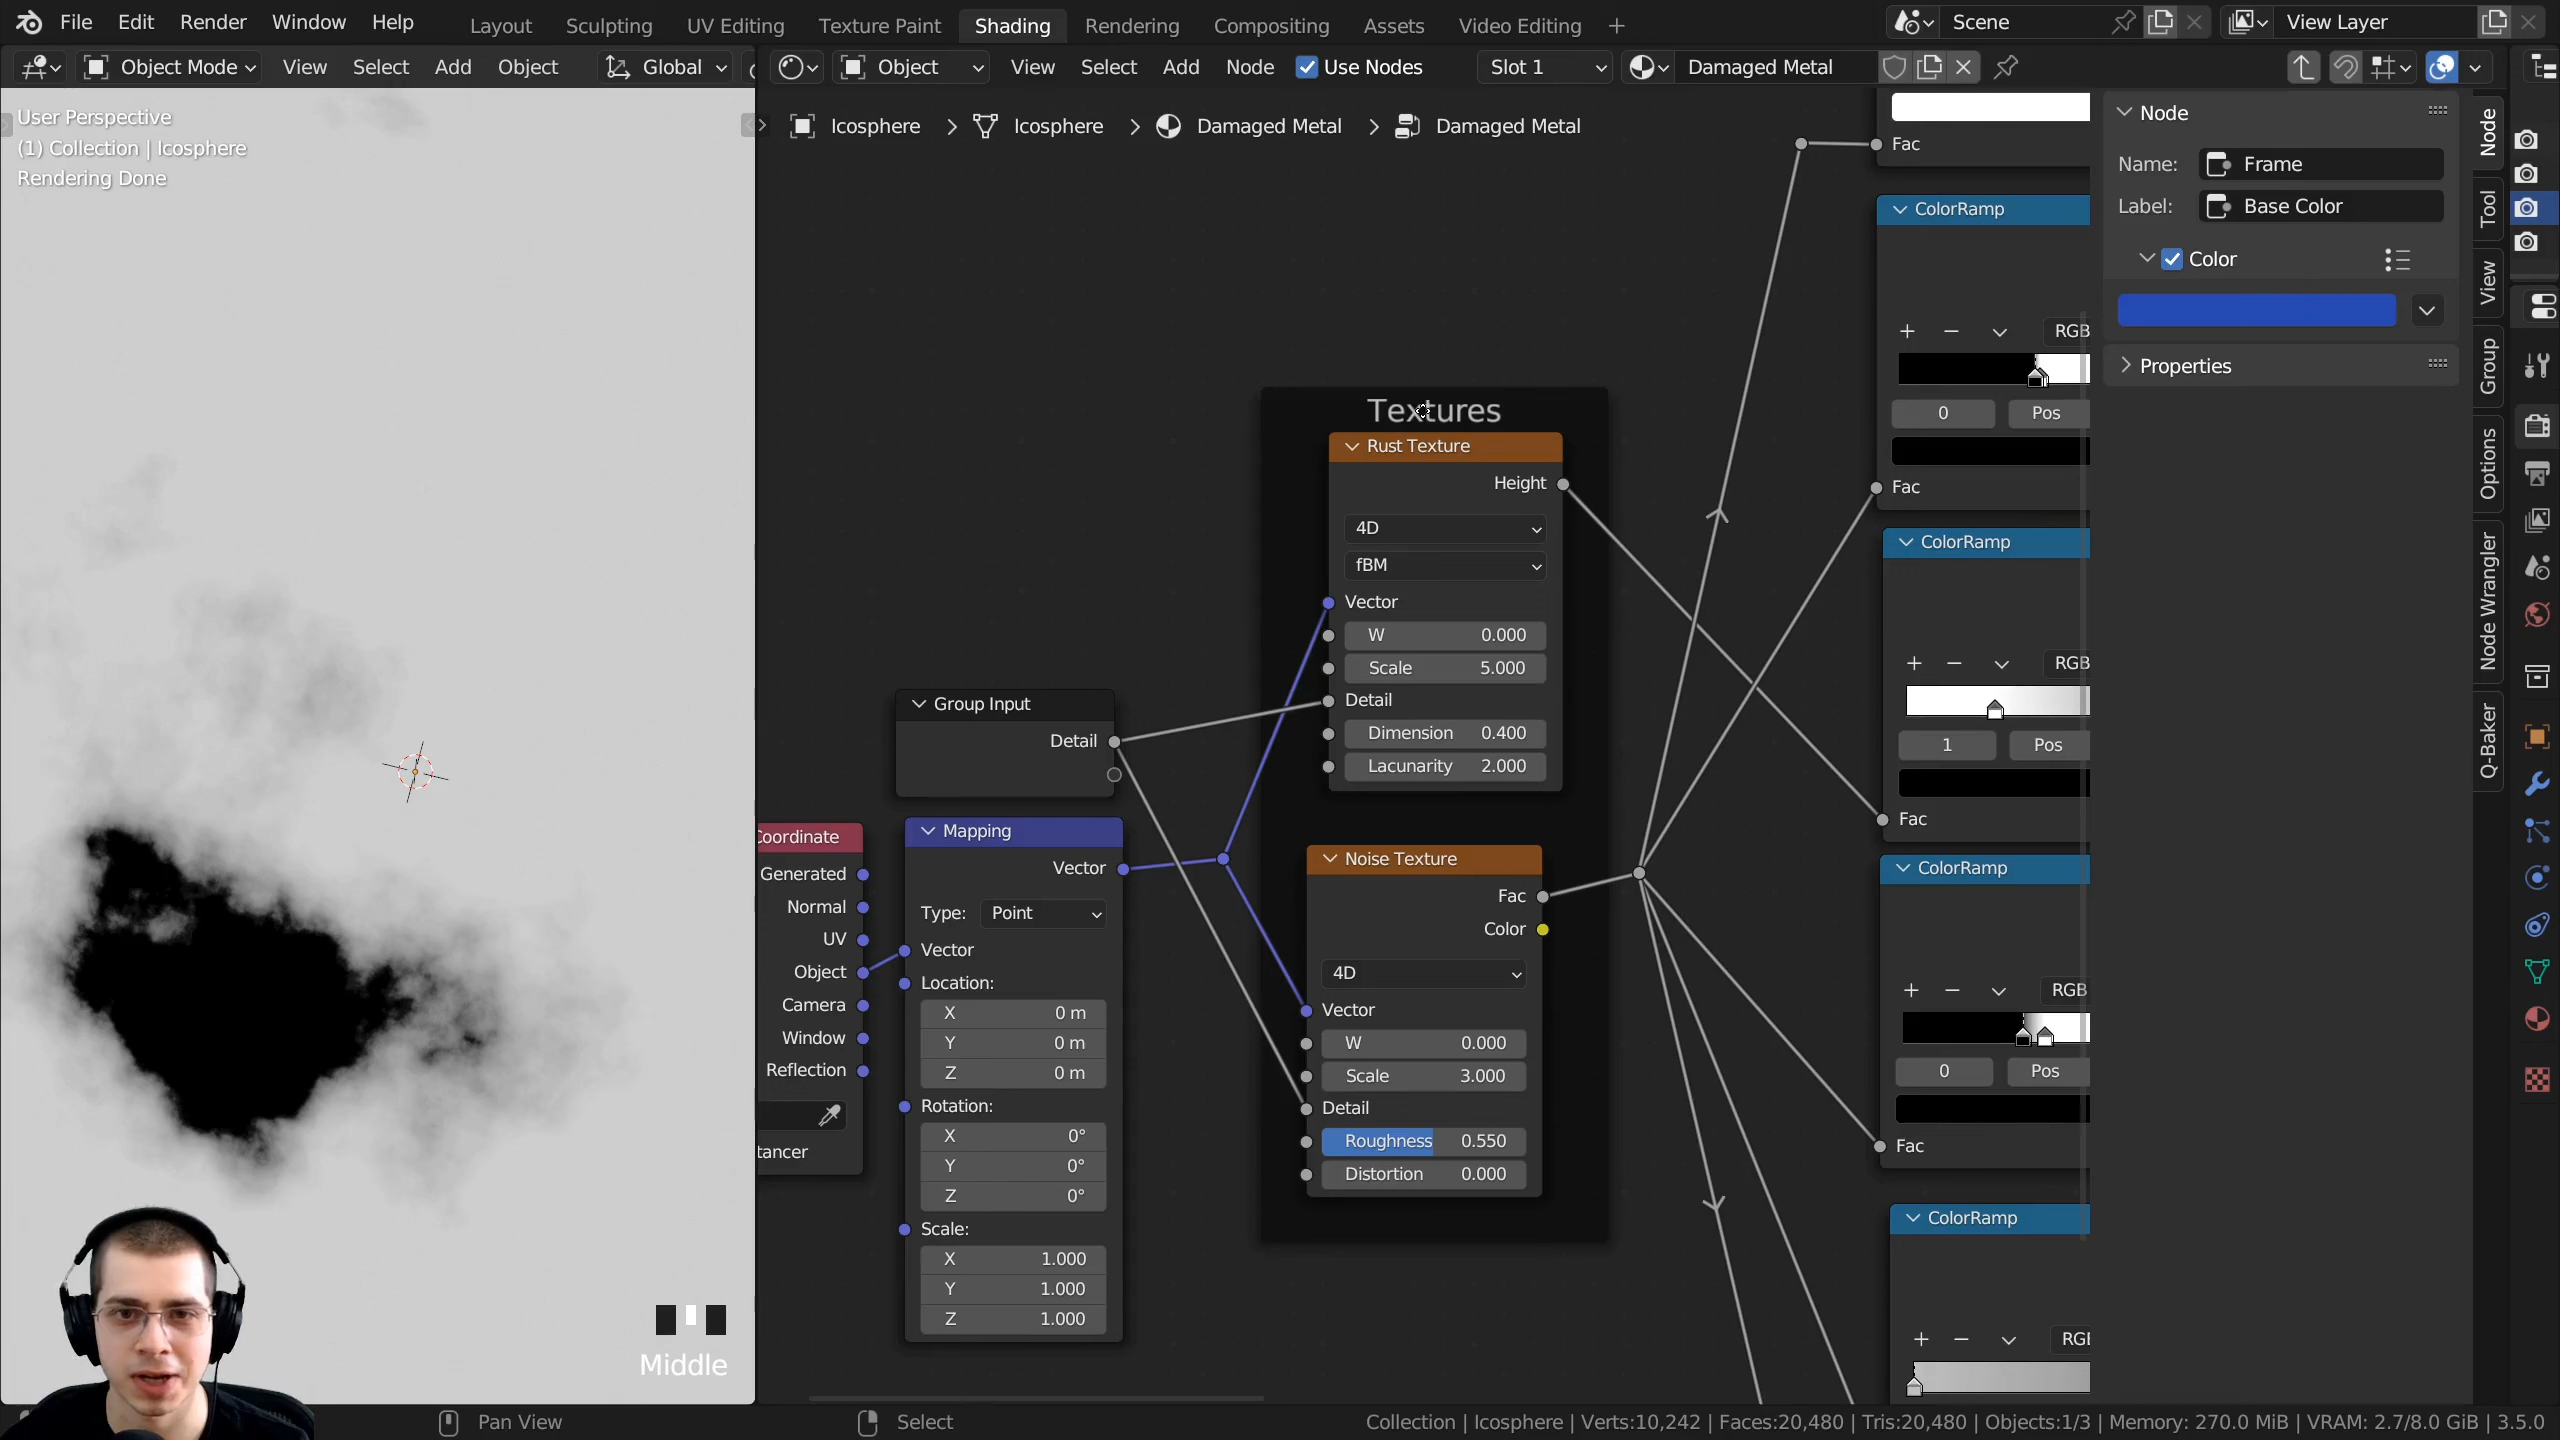 File Edit Render Window Help
Layout Sculpting UV Editing Texture Paint Shading Rendering Compositing Assets Video Editing +
Scene
View Layer
Object Mode View Select Add Object Global
Object View Select Add Node Use Nodes Slot 1 Damaged Metal
User Perspective
(1) Collection | Icosphere
Rendering Done
Icosphere > Icosphere > Damaged Metal > Damaged Metal
Fac
ColorRamp
RGB
0 Pos
Fac
ColorRamp
RGB
1 Pos
Fac
ColorRamp
RGB
0 Pos
Fac
ColorRamp
Textures
Rust Texture
Height
4D
fBM
Vector
W 0.000
Scale 5.000
Detail
Dimension 0.400
Lacunarity 2.000
Group Input
Detail
Coordinate
Generated
Normal
UV
Object
Camera
Window
Reflection
tancer
Mapping
Vector
Type: Point
Vector
Location:
X 0 m
Y 0 m
Z 0 m
Rotation:
X 0°
Y 0°
Z 0°
Scale:
X 1.000
Y 1.000
Z 1.000
Noise Texture
Fac
Color
4D
Vector
W 0.000
Scale 3.000
Detail
Roughness 0.550
Distortion 0.000
Node
Name: Frame
Label: Base Color
Color
Properties
Node
Tool
View
Group
Options
Node Wrangler
Q-Baker
Middle
Pan View
Select
Collection | Icosphere | Verts:10,242 | Faces:20,480 | Tris:20,480 | Objects:1/3 | Memory: 270.0 MiB | VRAM: 2.7/8.0 GiB | 3.5.0